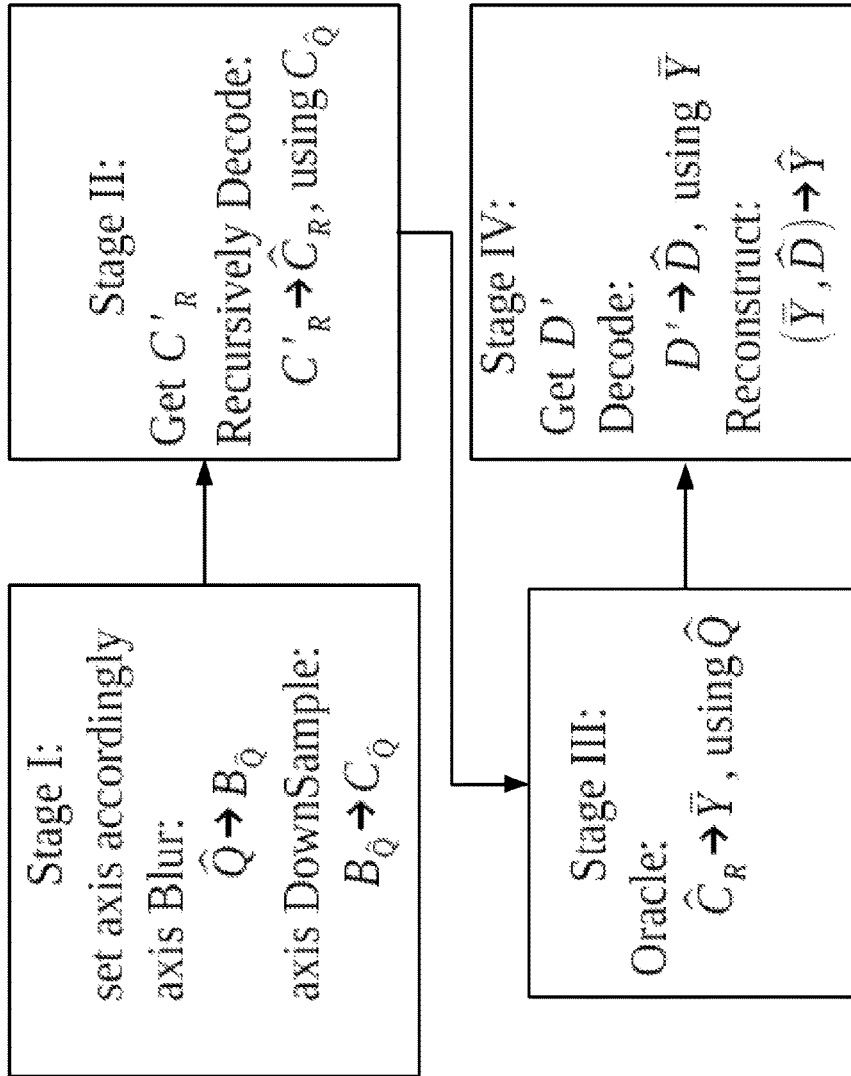 Stage I:
set axis accordingly
axis Blur:
Q̂ → B_Q̂
axis DownSample:
B_Q̂ → C_Q̂
Stage II:
Get C'_R
Recursively Decode:
C'_R → Ĉ_R, using C_Q̂
Stage III:
Oracle:
Ĉ_R → Y̅ , using Q̂
Stage IV:
Get D'
Decode:
D' → D̂, using Y̅
Reconstruct:
(Y̅, D̂) → Ŷ